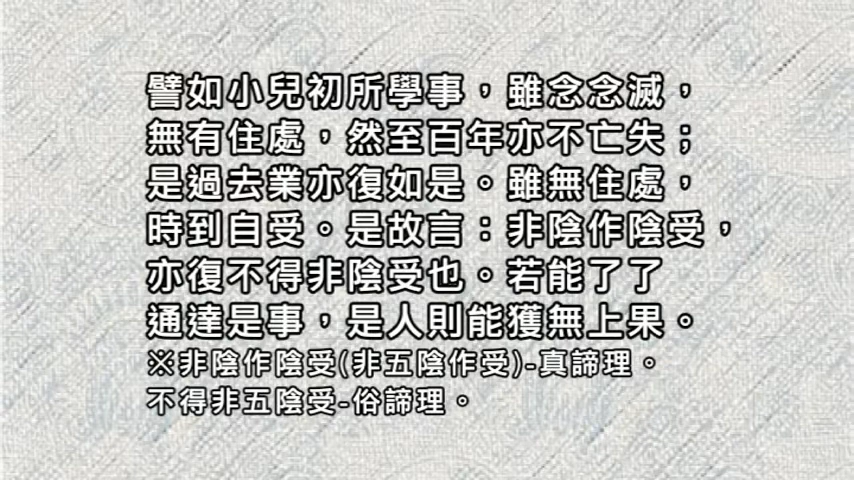 譬如小兒初所學事，雖念念滅，
無有住處，然至百年亦不亡失；
是過去業亦復如是。雖無住處，
時到自受。是故言：非陰作陰受，
亦復不得非陰受也。若能了了
通達是事，是人則能獲無上果。
※非陰作陰受(非五陰作受)-真諦理。
不得非五陰受-俗諦理。